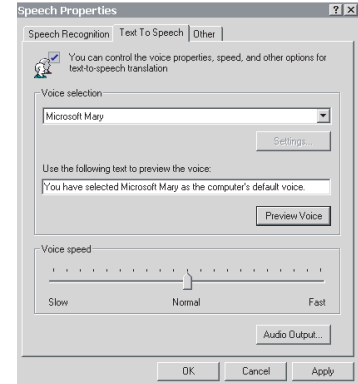 Speech Properties
Speech Recognition Text To Speech Other
You can control the voice properties, speed, and other options for
text-to-speech translation
Voice selection
Microsoft Mary
Settings...
Use the following text to preview the voice:
You have selected Microsoft Mary as the computer's default voice.
Preview Voice
Voice speed
Slow Normal Fast
Audio Output...
OK Cancel Apply